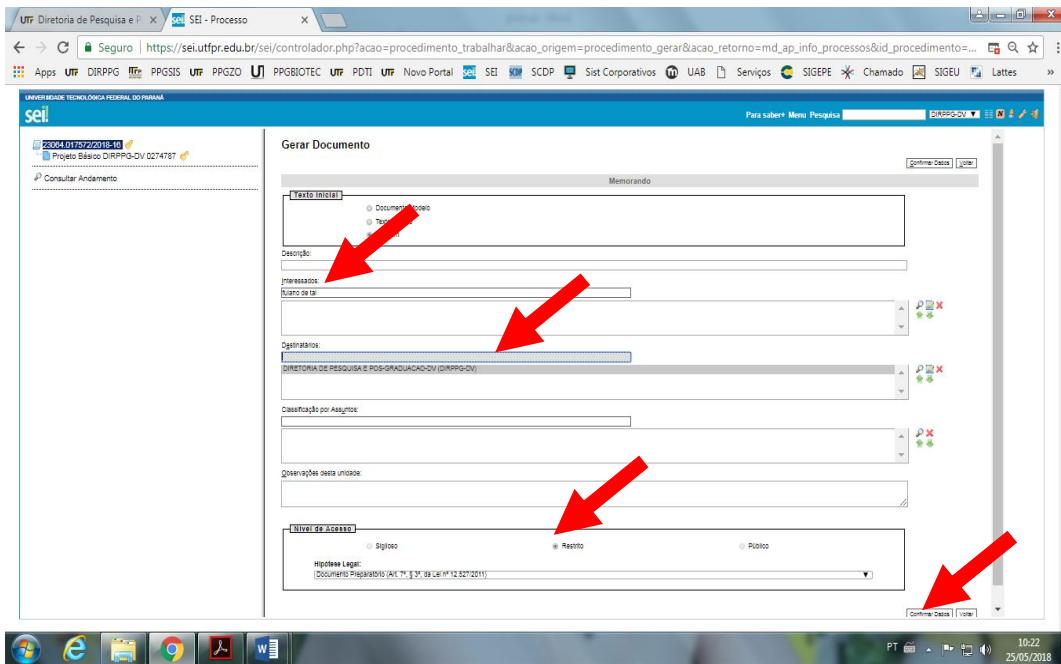 UTF Diretoria de Pesquisa e P
sei! SEI - Processo
Seguro | https://sei.utfpr.edu.br/sei/controlador.php?acao=procedimento_trabalhar&acao_origem=procedimento_gerar&acao_retorno=md_ap_info_processos&id_procedimento=...
Apps UTF DIRPPG PPGSIS UTF PPGZO PPGBIOTEC UTF PDTI UTF Novo Portal sei! SEI SCDP Sist Corporativos UAB Serviços SIGEPE Chamado SIGEU Lattes »
UNIVERSIDADE TECNOLÓGICA FEDERAL DO PARANÁ
sei!
Para saber+ Menu Pesquisa DIRPPG-DV
23064.017572/2018-16
Projeto Básico DIRPPG-DV 0274787
Consultar Andamento
Gerar Documento
Confirmar Dados Voltar
Memorando
Texto Inicial
Documento Modelo
Descrição:
Interessados:
fulano de tal
Destinatários:
DIRETORIA DE PESQUISA E POS-GRADUACAO-DV (DIRPPG-DV)
Classificação por Assuntos:
Observações desta unidade:
Nível de Acesso
Sigiloso Restrito Público
Hipótese Legal:
Documento Preparatório (Art. 7º, § 3º, da Lei nº 12.527/2011)
Confirmar Dados Voltar
PT 10:22
25/05/2018